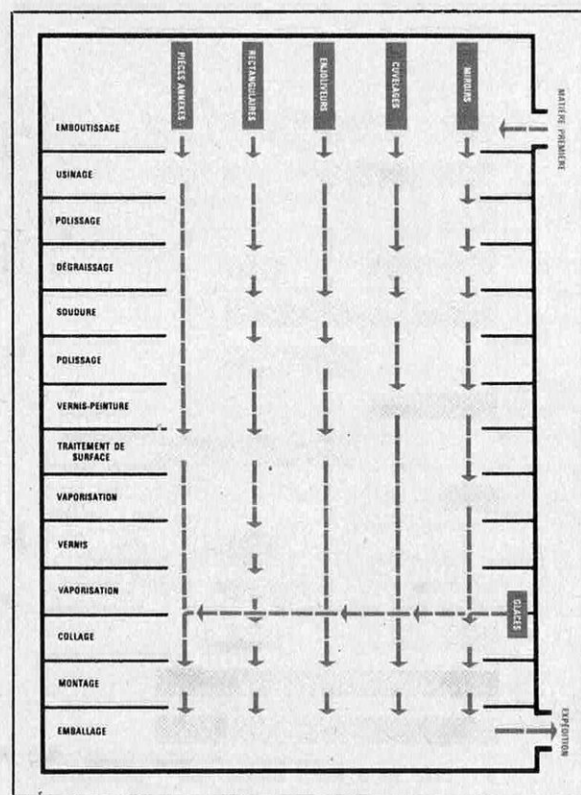 PIÈCES ANNEXES
RECTANGULAIRES
ENJOLIVEURS
CUVELAGES
MIROIRS
MATIÈRE PREMIÈRE
EMBOUTISSAGE
USINAGE
POLISSAGE
DÉGRAISSAGE
SOUDURE
POLISSAGE
VERNIS-PEINTURE
TRAITEMENT DE
SURFACE
VAPORISATION
VERNIS
VAPORISATION
GLACES
COLLAGE
MONTAGE
EMBALLAGE
EXPÉDITION